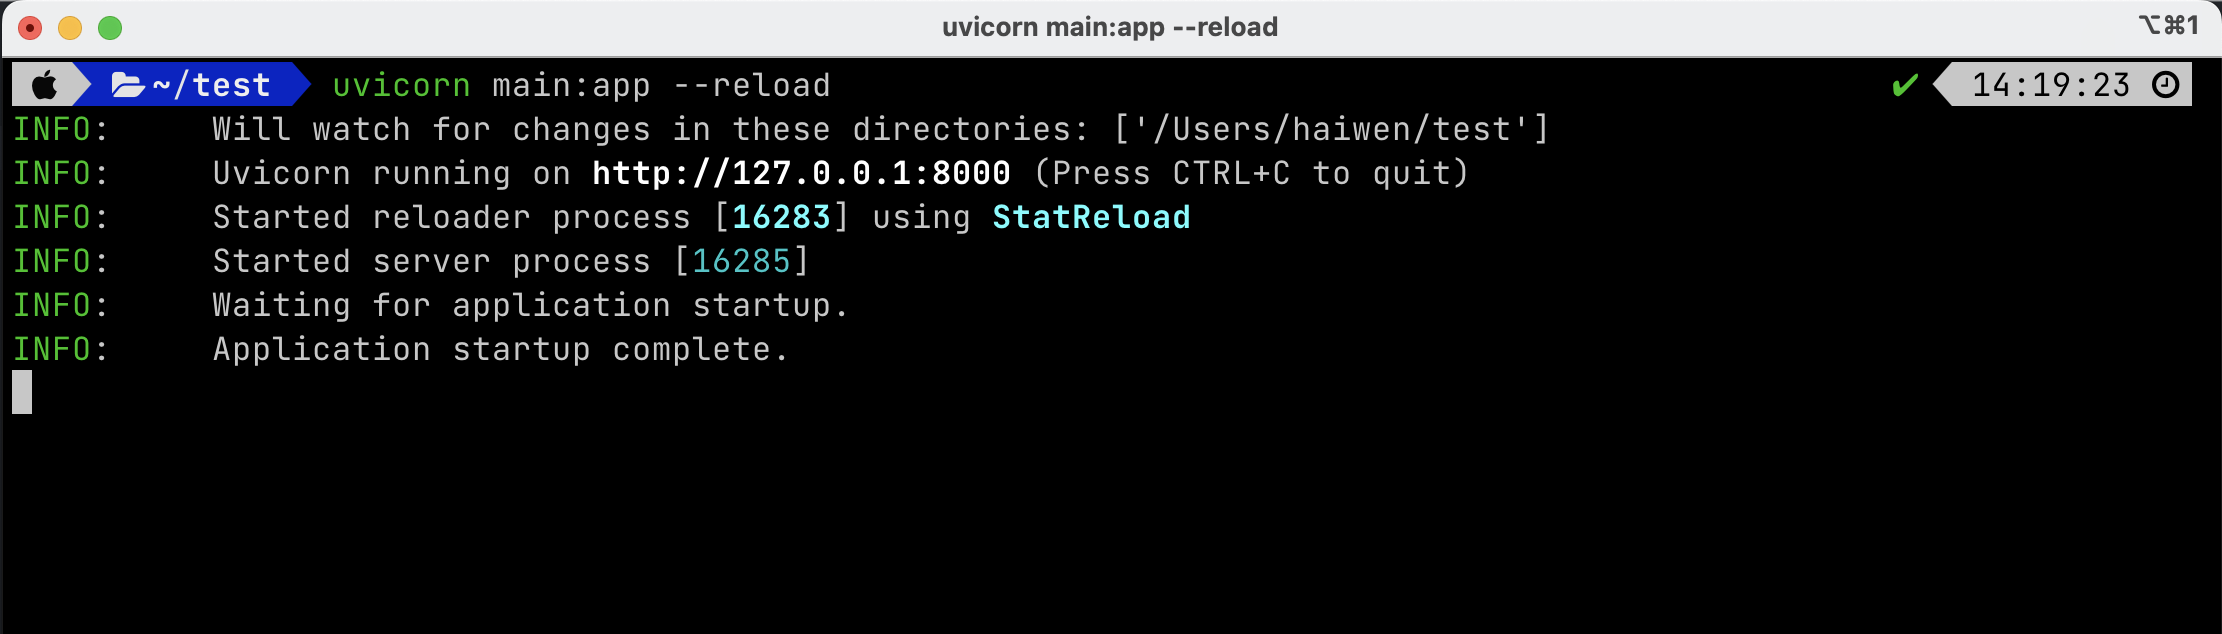 uvicorn main:app --reload
⌥⌘1
~/test uvicorn main:app --reload ✔ 14:19:23
INFO:     Will watch for changes in these directories: ['/Users/haiwen/test']
INFO:     Uvicorn running on http://127.0.0.1:8000 (Press CTRL+C to quit)
INFO:     Started reloader process [16283] using StatReload
INFO:     Started server process [16285]
INFO:     Waiting for application startup.
INFO:     Application startup complete.